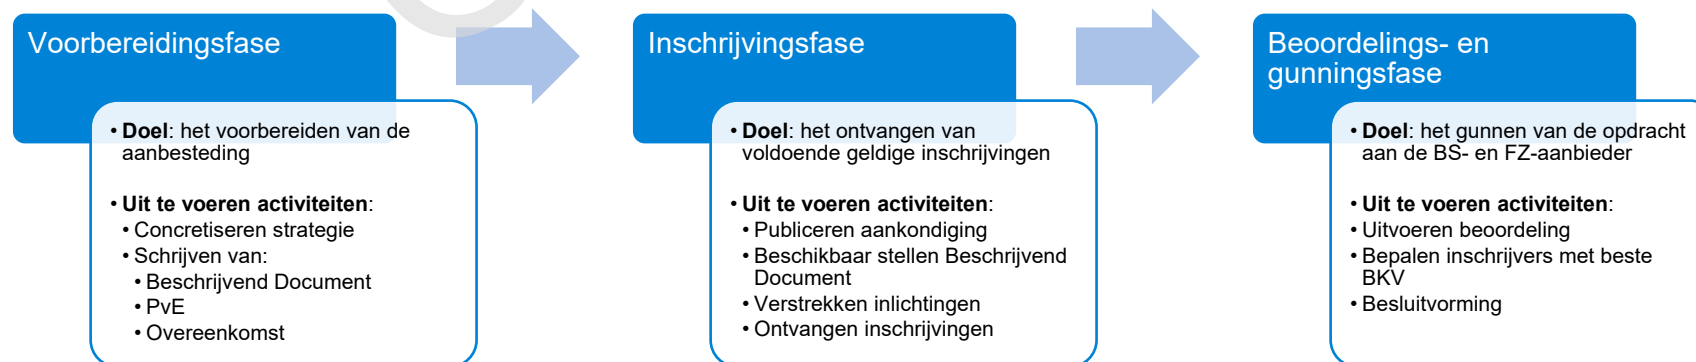 Voorbereidingsfase
• Doel: het voorbereiden van de
aanbesteding
• Uit te voeren activiteiten:
• Concretiseren strategie
• Schrijven van:
• Beschrijvend Document
• PvE
• Overeenkomst
Inschrijvingsfase
• Doel: het ontvangen van
voldoende geldige inschrijvingen
• Uit te voeren activiteiten:
• Publiceren aankondiging
• Beschikbaar stellen Beschrijvend
Document
• Verstrekken inlichtingen
• Ontvangen inschrijvingen
Beoordelings- en
gunningsfase
• Doel: het gunnen van de opdracht
aan de BS- en FZ-aanbieder
• Uit te voeren activiteiten:
• Uitvoeren beoordeling
• Bepalen inschrijvers met beste
BKV
• Besluitvorming